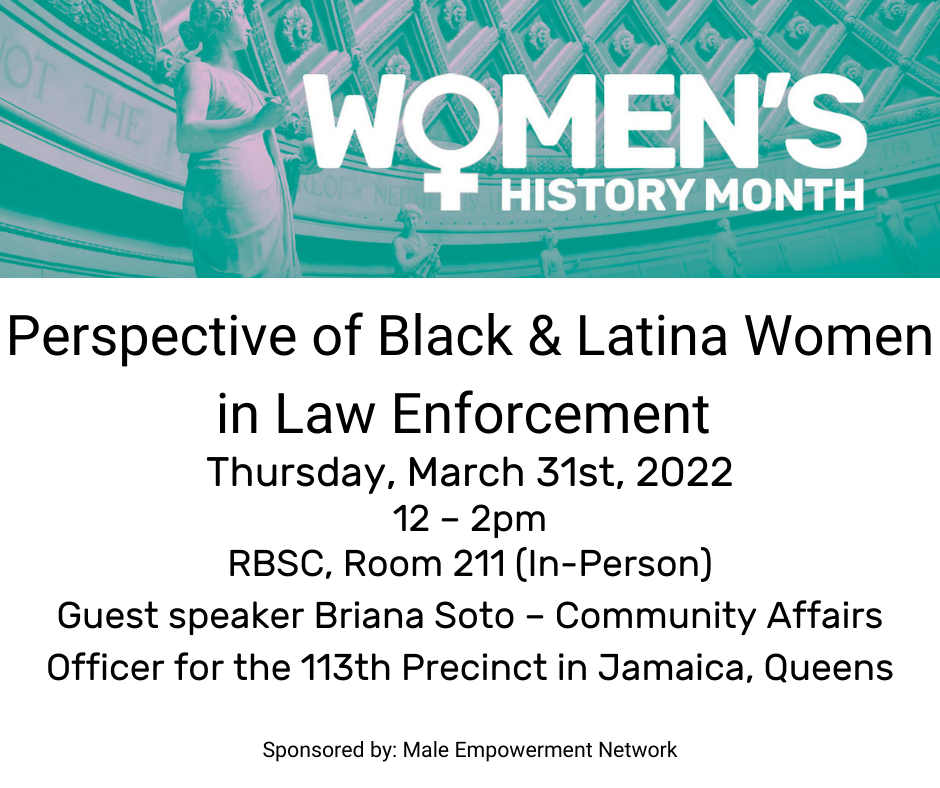 NOT THE
WOMEN'S
HISTORY MONTH
Perspective of Black & Latina Women
in Law Enforcement
Thursday, March 31st, 2022
12 – 2pm
RBSC, Room 211 (In-Person)
Guest speaker Briana Soto – Community Affairs
Officer for the 113th Precinct in Jamaica, Queens
Sponsored by: Male Empowerment Network